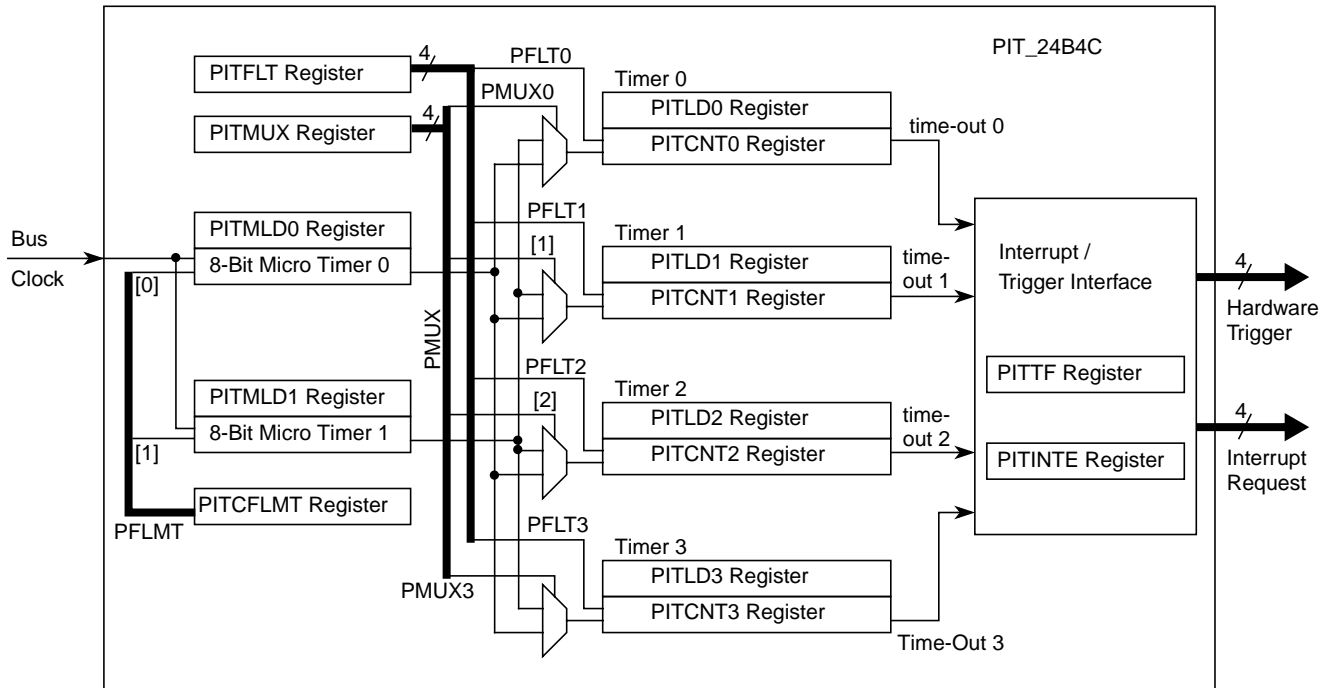 PIT_24B4C
4
PFLT0
PITFLT Register
Timer 0
PMUX0
PITLD0 Register
4
time-out 0
PITMUX Register
PITCNT0 Register
PFLT1
PITMLD0 Register
Timer 1
Bus
Clock
[1]
8-Bit Micro Timer 0
PITLD1 Register
time-
out 1
Interrupt /
Trigger Interface
4
Hardware
Trigger
[0]
PITCNT1 Register
PMUX
PFLT2
PITTF Register
PITMLD1 Register
Timer 2
[2]
PITLD2 Register
time-
out 2
4
Interrupt
Request
8-Bit Micro Timer 1
[1]
PITCNT2 Register
PITINTE Register
PITCFLMT Register
PFLMT
PFLT3
Timer 3
PITLD3 Register
PMUX3
PITCNT3 Register
Time-Out 3